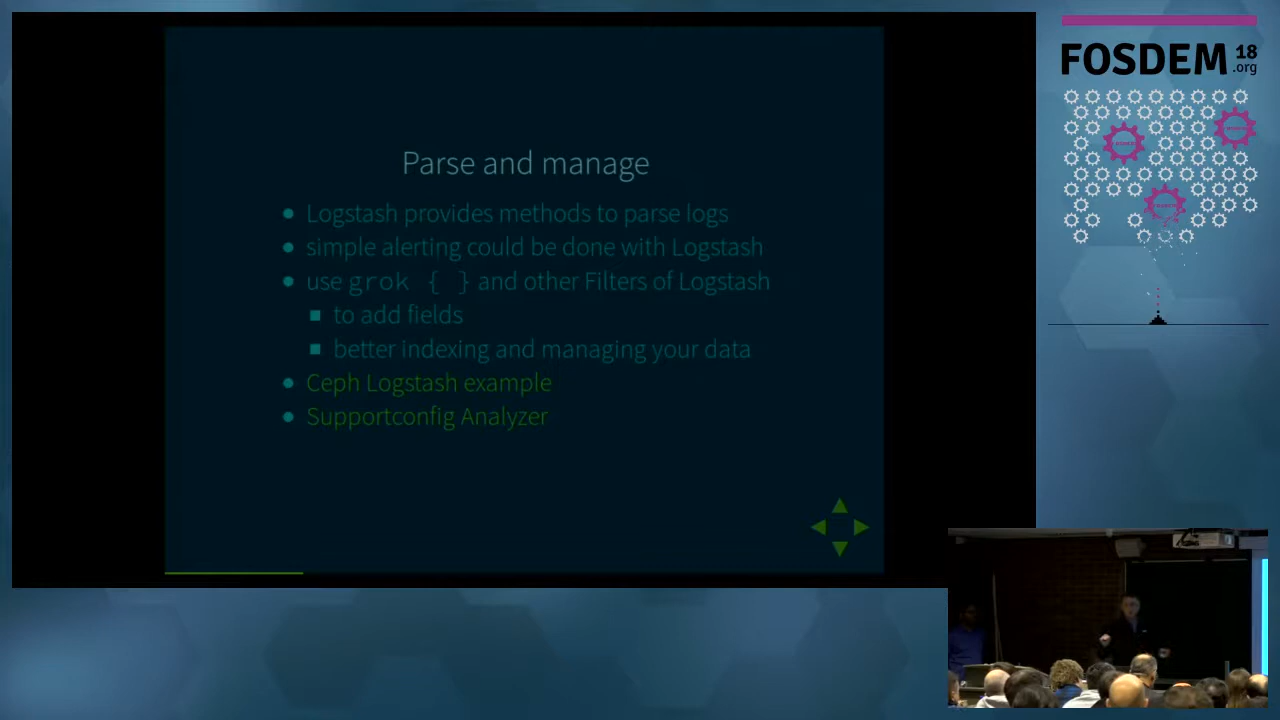 Parse and manage
Logstash provides methods to parse logs
simple alerting could be done with Logstash
use grok { } and other Filters of Logstash
to add fields
better indexing and managing your data
Ceph Logstash example
Supportconfig Analyzer
FOSDEM 18
.org